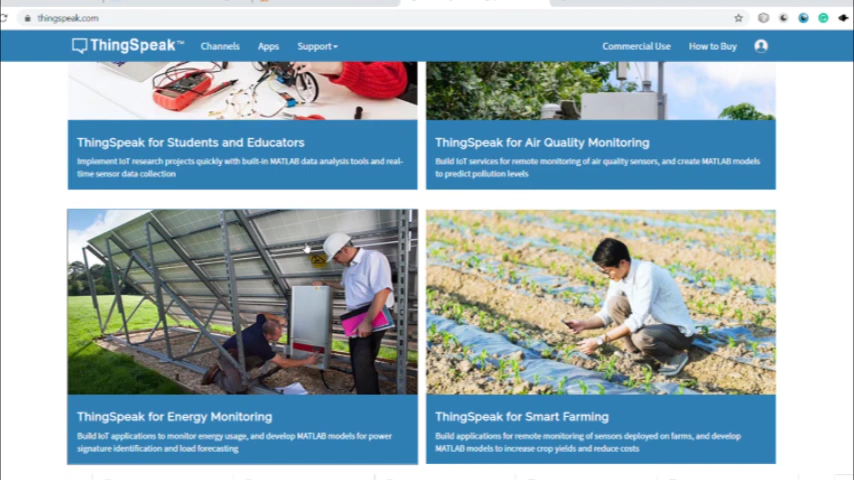 thingspeak.com
ThingSpeak™ Channels Apps Support Commercial Use How to Buy
ThingSpeak for Students and Educators
Implement IoT research projects quickly with built-in MATLAB data analysis tools and real-
time sensor data collection
ThingSpeak for Air Quality Monitoring
Build IoT services for remote monitoring of air quality sensors, and create MATLAB models
to predict pollution levels
ThingSpeak for Energy Monitoring
Build IoT applications to monitor energy usage, and develop MATLAB models for power
signature identification and load forecasting
ThingSpeak for Smart Farming
Build applications for remote monitoring of sensors deployed on farms, and develop
MATLAB models to increase crop yields and reduce costs